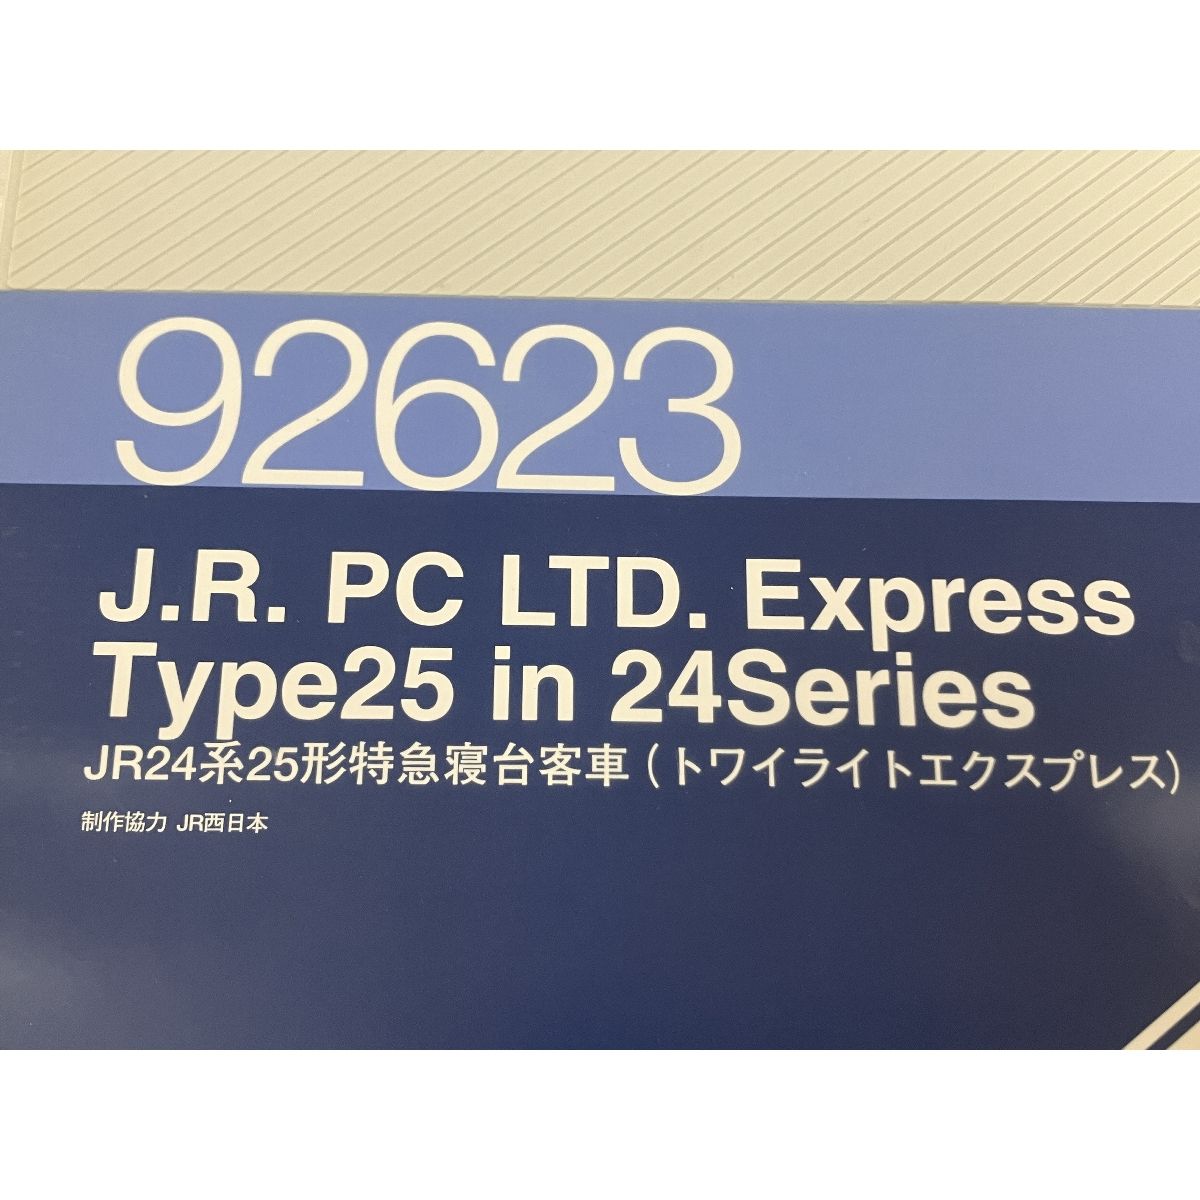 92623
J.R. PC LTD. Express
Type25 in 24Series
JR24系25形特急寝台客車(トワイライトエクスプレス)
制作協力 JR西日本